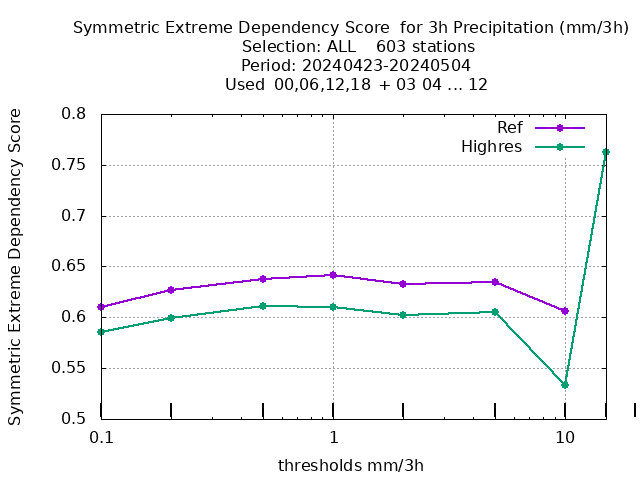 Symmetric Extreme Dependency Score  for 3h Precipitation (mm/3h)
Selection: ALL    603 stations
Period: 20240423-20240504
Used  00,06,12,18  + 03 04 ... 12
Symmetric Extreme Dependency Score
0.8
0.75
0.7
0.65
0.6
0.55
0.5
Ref
Highres
0.1
1
10
thresholds mm/3h